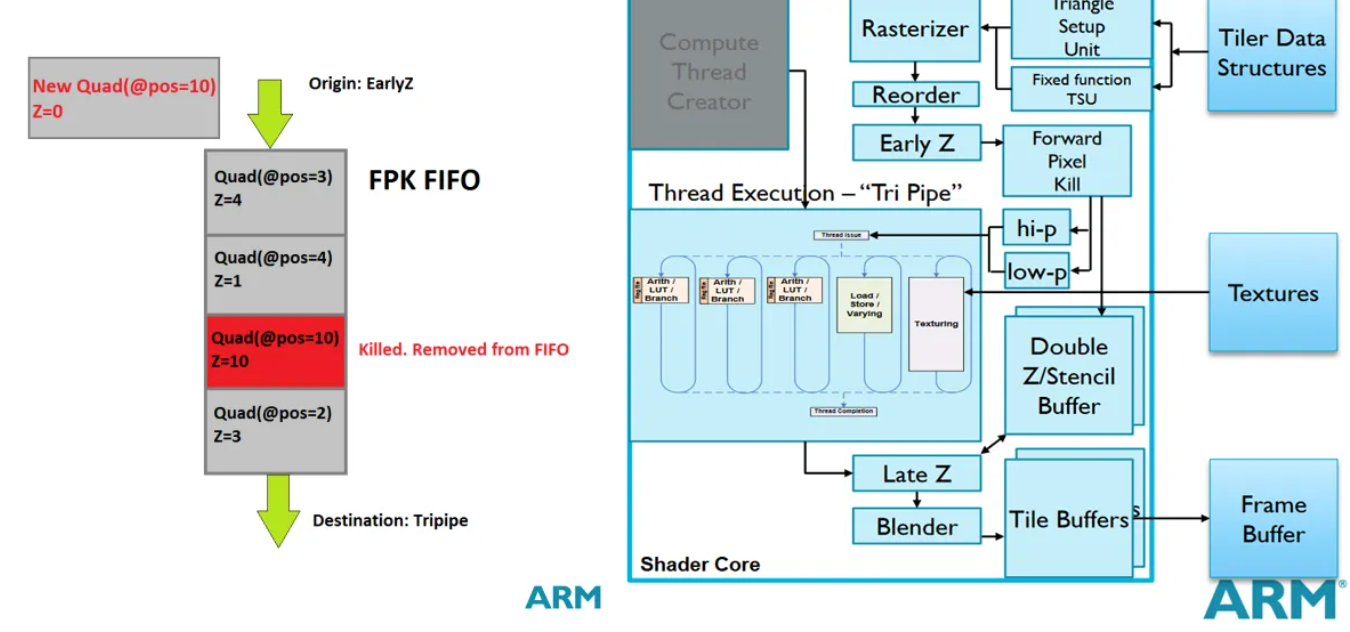 New Quad(@pos=10)
Z=0
Origin: EarlyZ
FPK FIFO
Quad(@pos=3)
Z=4
Quad(@pos=4)
Z=1
Quad(@pos=10)
Z=10
Killed. Removed from FIFO
Quad(@pos=2)
Z=3
Destination: Tripipe
ARM
Compute
Thread
Creator
Rasterizer
Triangle
Setup
Unit
Fixed function
TSU
Tiler Data
Structures
Reorder
Early Z
Forward
Pixel
Kill
Thread Execution – “Tri Pipe”
hi-p
low-p
Thread Issue
Arith /
LUT /
Branch
Arith /
LUT /
Branch
Arith /
LUT /
Branch
Load /
Store /
Varying
Texturing
Thread Completion
Textures
Double
Z/Stencil
Buffer
Late Z
Blender
Tile Buffers
s
Frame
Buffer
Shader Core
ARM®